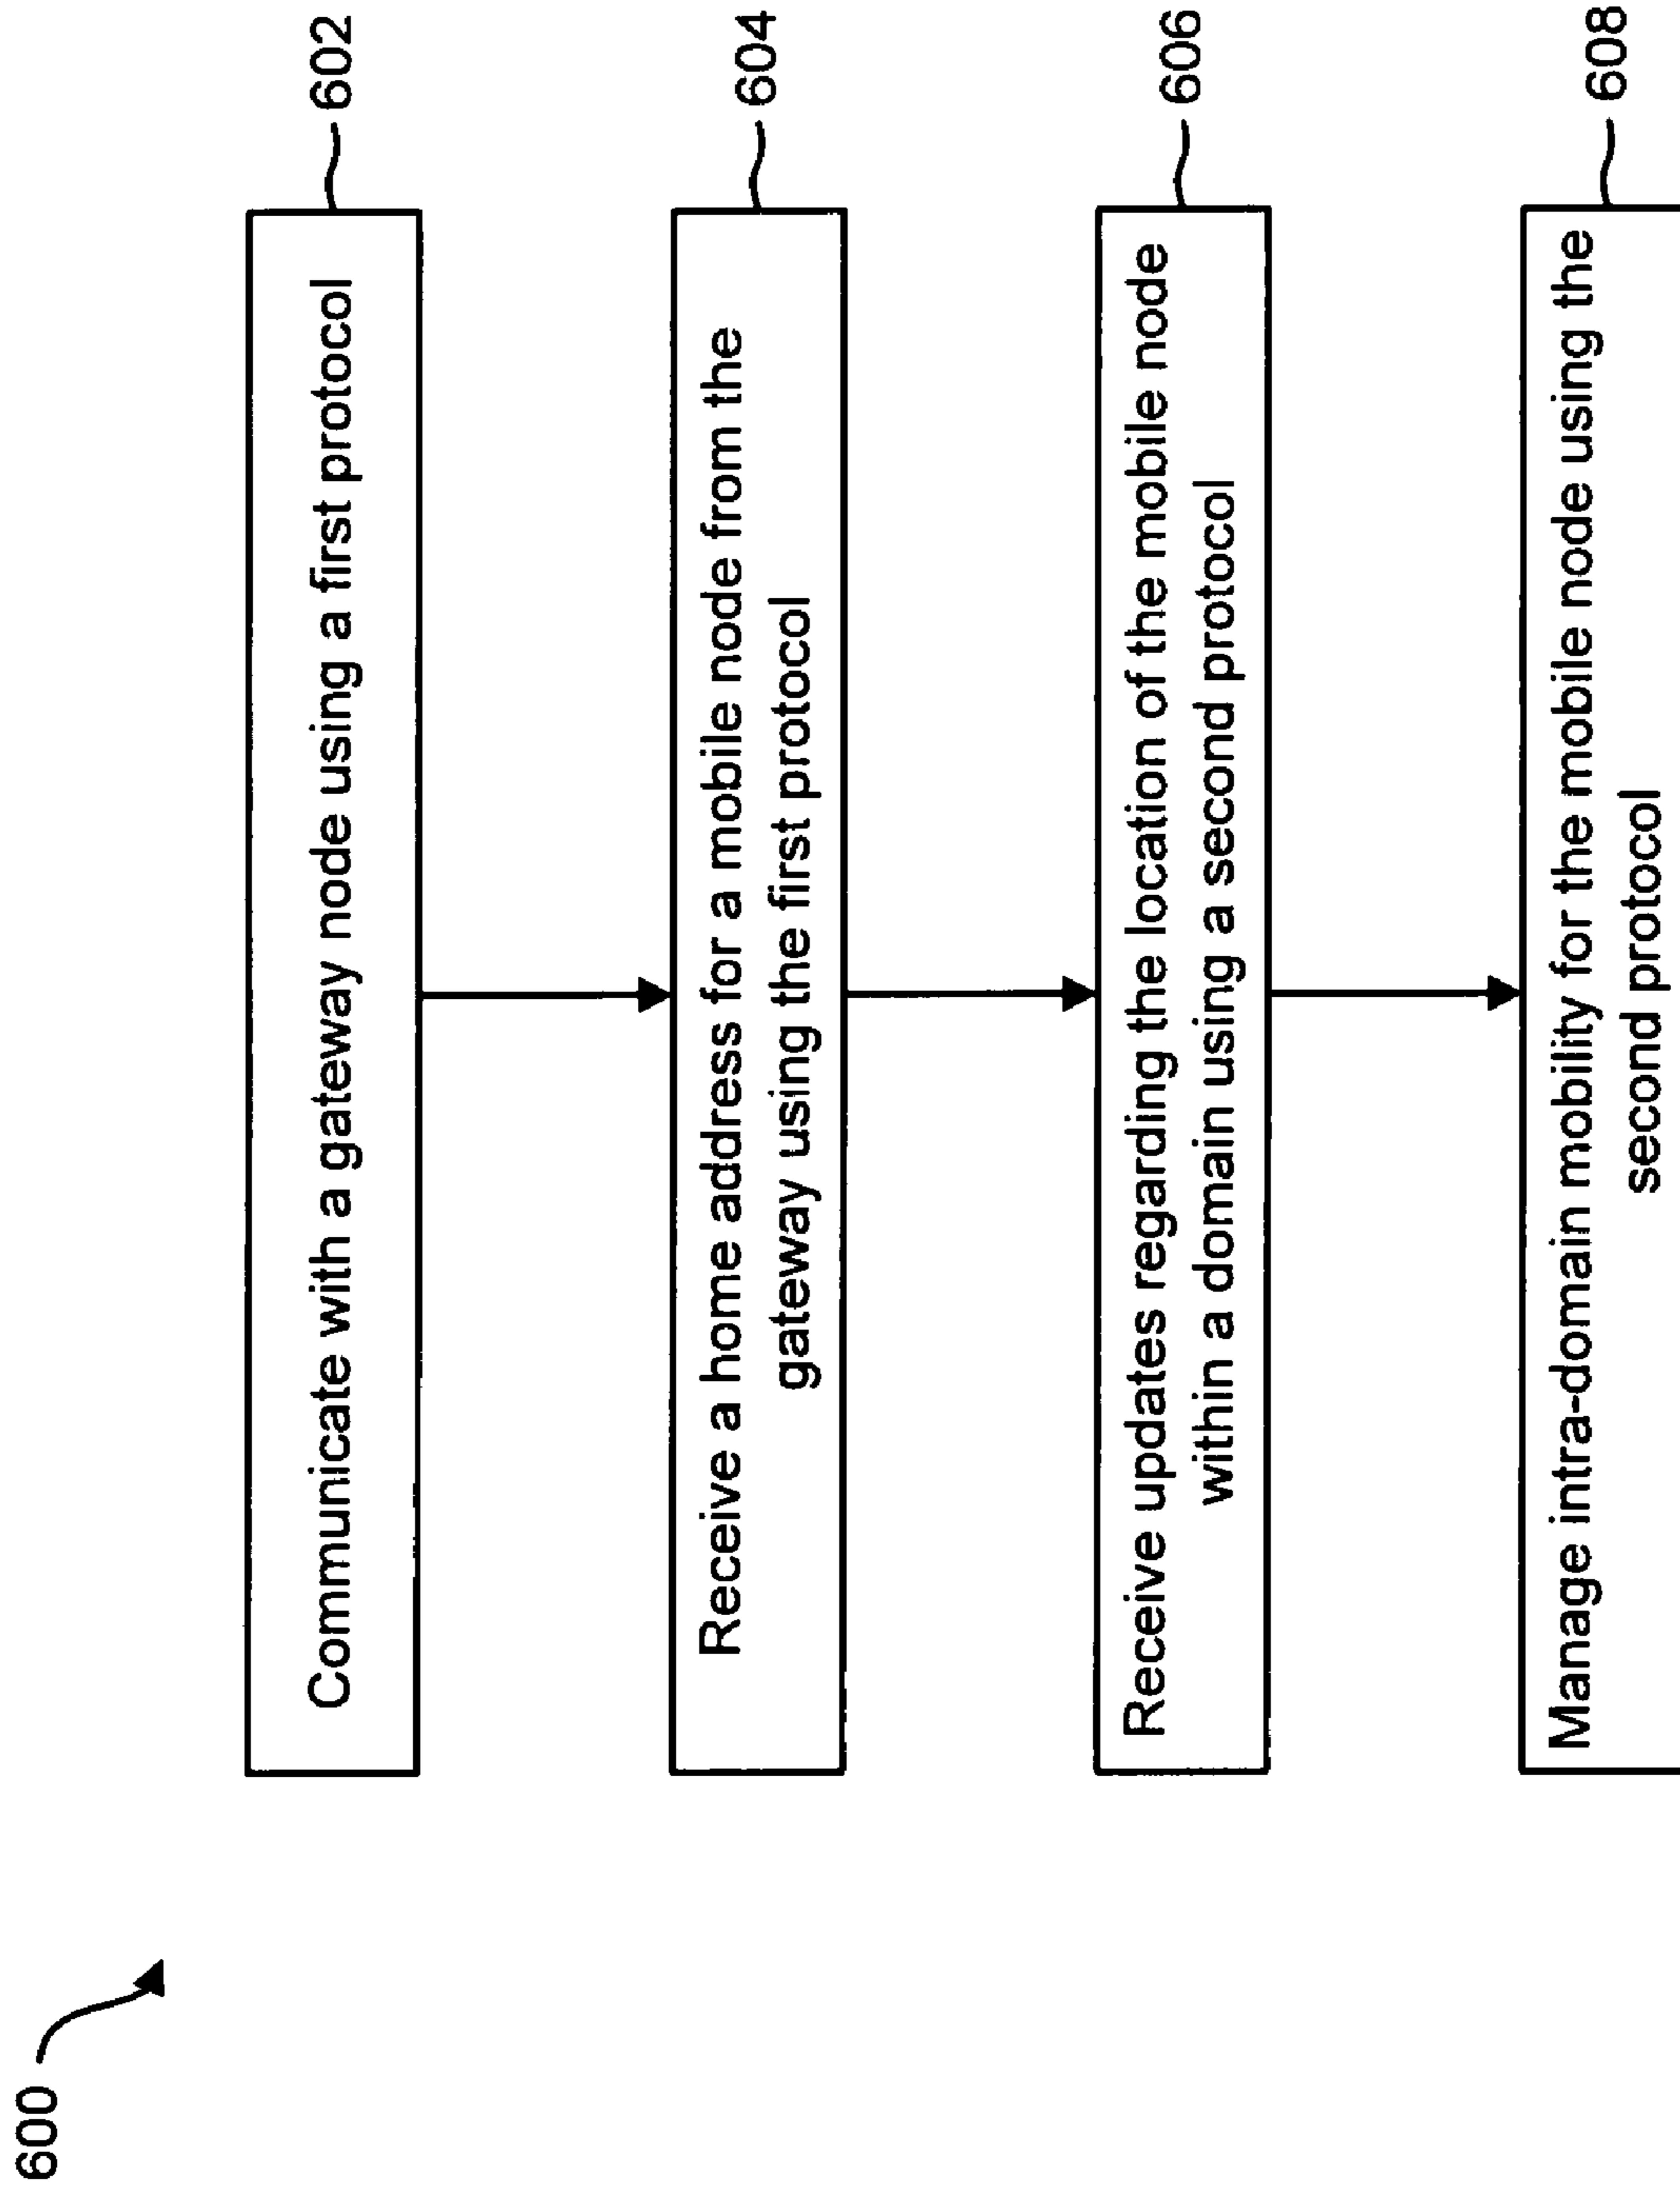 600
Communicate with a gateway node using a first protocol
602
Receive a home address for a mobile node from the
gateway using the first protocol
604
Receive updates regarding the location of the mobile node
within a domain using a second protocol
606
Manage intra-domain mobility for the mobile node using the
second protocol
608